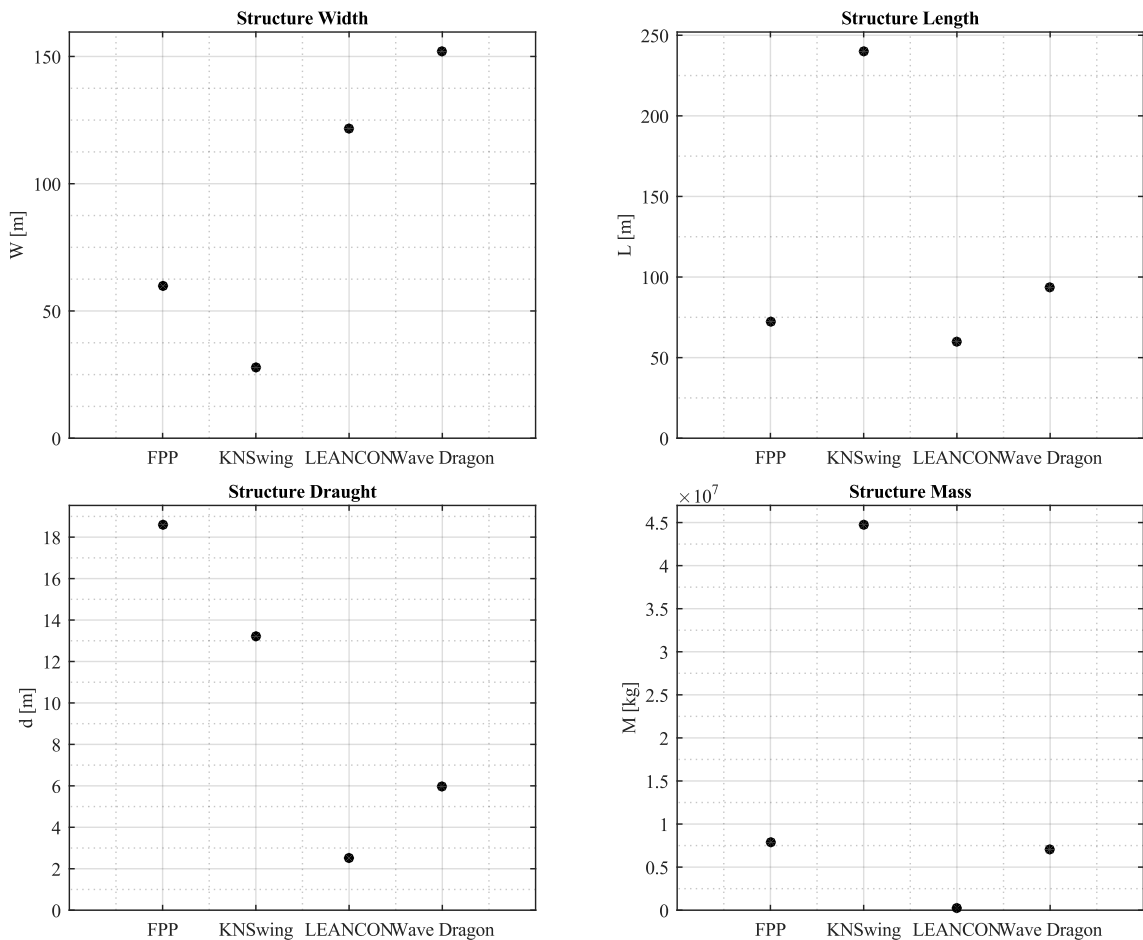 Structure Width
W [m]
150
100
50
0
FPP KNSwing LEANCON Wave Dragon
Structure Length
L [m]
250
200
150
100
50
0
FPP KNSwing LEANCON Wave Dragon
Structure Draught
d [m]
18
16
14
12
10
8
6
4
2
0
FPP KNSwing LEANCON Wave Dragon
Structure Mass
×10⁷
M [kg]
4.5
4
3.5
3
2.5
2
1.5
1
0.5
0
FPP KNSwing LEANCON Wave Dragon